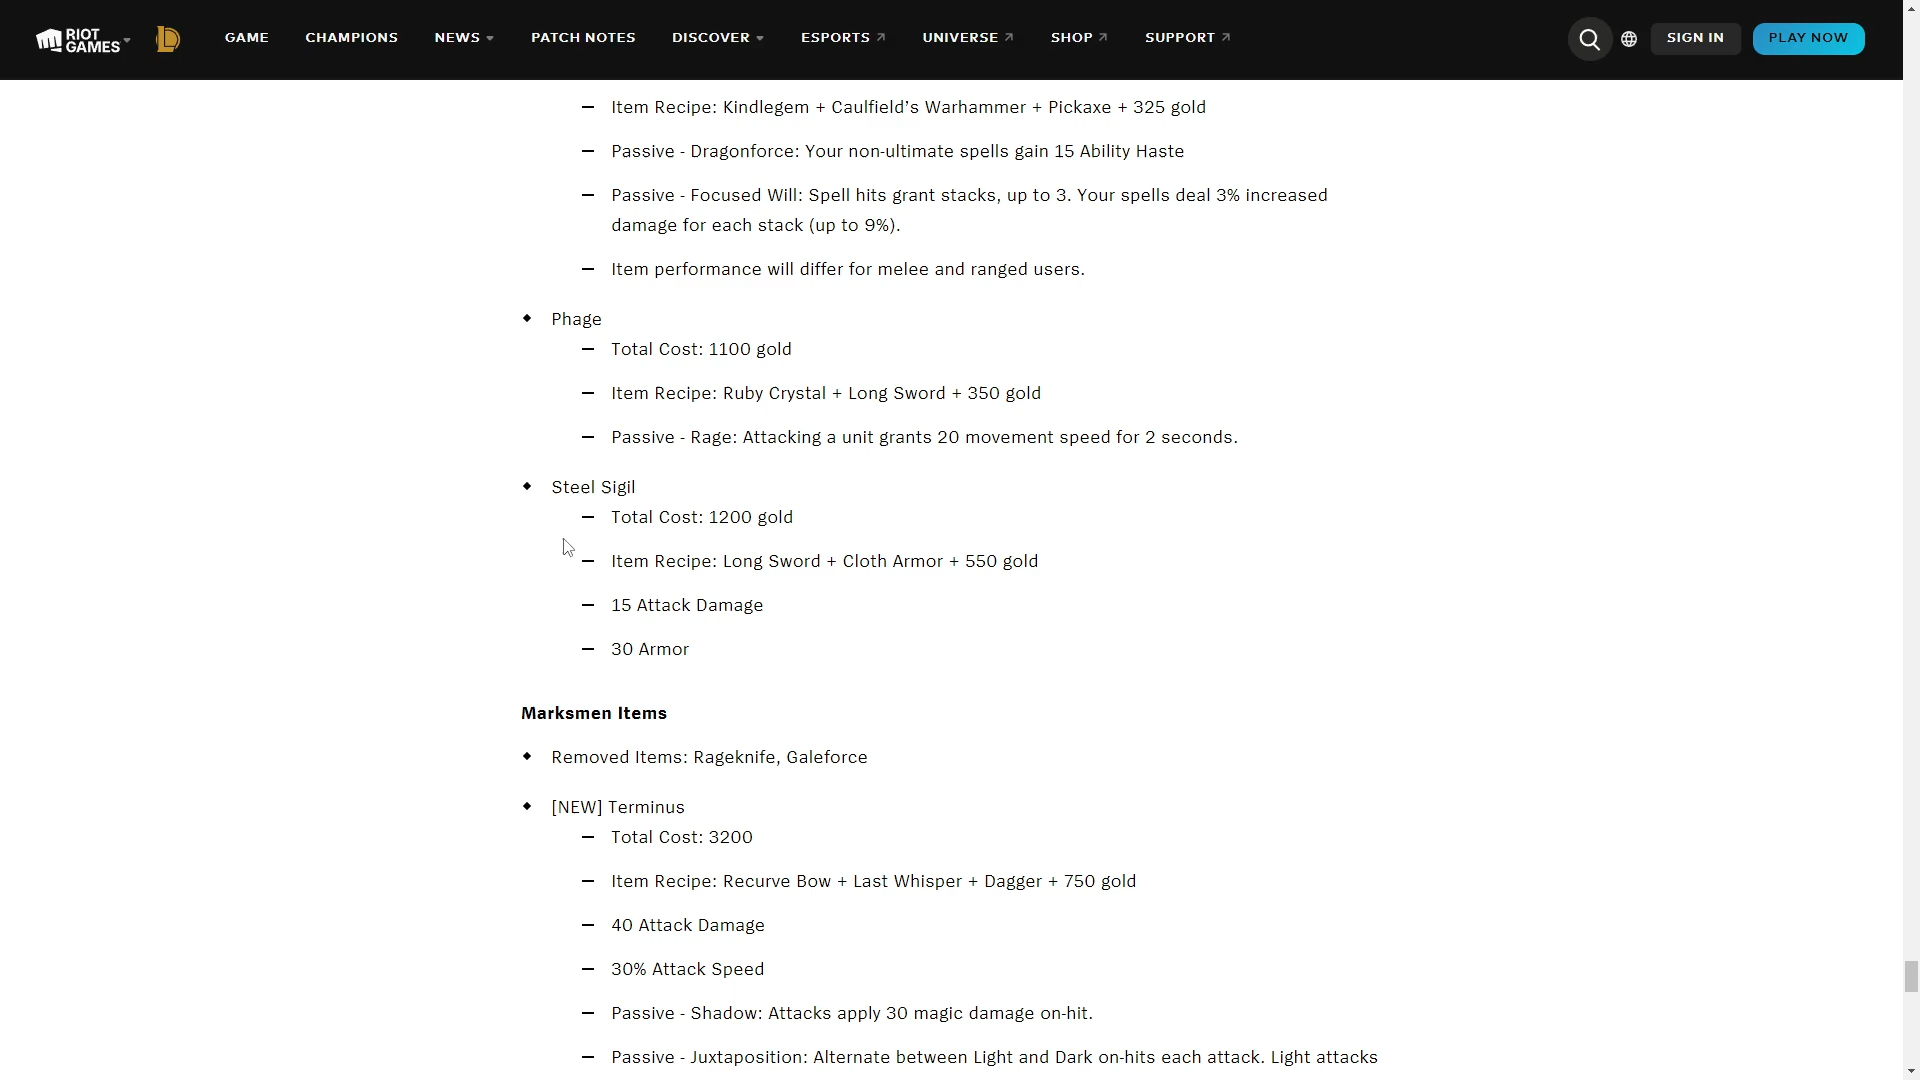 RIOT GAMES
GAME CHAMPIONS NEWS PATCH NOTES DISCOVER ESPORTS UNIVERSE SHOP SUPPORT SIGN IN PLAY NOW
— Item Recipe: Kindlegem + Caulfield’s Warhammer + Pickaxe + 325 gold
— Passive - Dragonforce: Your non-ultimate spells gain 15 Ability Haste
— Passive - Focused Will: Spell hits grant stacks, up to 3. Your spells deal 3% increased
damage for each stack (up to 9%).
— Item performance will differ for melee and ranged users.
Phage
— Total Cost: 1100 gold
— Item Recipe: Ruby Crystal + Long Sword + 350 gold
— Passive - Rage: Attacking a unit grants 20 movement speed for 2 seconds.
Steel Sigil
— Total Cost: 1200 gold
— Item Recipe: Long Sword + Cloth Armor + 550 gold
— 15 Attack Damage
— 30 Armor
Marksmen Items
Removed Items: Rageknife, Galeforce
[NEW] Terminus
— Total Cost: 3200
— Item Recipe: Recurve Bow + Last Whisper + Dagger + 750 gold
— 40 Attack Damage
— 30% Attack Speed
— Passive - Shadow: Attacks apply 30 magic damage on-hit.
— Passive - Juxtaposition: Alternate between Light and Dark on-hits each attack. Light attacks